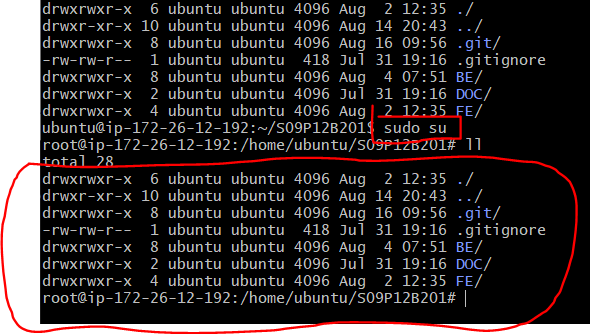 drwxrwxr-x  6 ubuntu ubuntu 4096 Aug  2 12:35 ./
drwxr-xr-x 10 ubuntu ubuntu 4096 Aug 14 20:43 ../
drwxrwxr-x  8 ubuntu ubuntu 4096 Aug 16 09:56 .git/
-rw-rw-r--  1 ubuntu ubuntu  418 Jul 31 19:16 .gitignore
drwxrwxr-x  8 ubuntu ubuntu 4096 Aug  4 07:51 BE/
drwxrwxr-x  2 ubuntu ubuntu 4096 Jul 31 19:16 DOC/
drwxrwxr-x  4 ubuntu ubuntu 4096 Aug  2 12:35 FE/
ubuntu@ip-172-26-12-192:~/S09P12B201$ sudo su
root@ip-172-26-12-192:/home/ubuntu/S09P12B201# ll
total 28
drwxrwxr-x  6 ubuntu ubuntu 4096 Aug  2 12:35 ./
drwxr-xr-x 10 ubuntu ubuntu 4096 Aug 14 20:43 ../
drwxrwxr-x  8 ubuntu ubuntu 4096 Aug 16 09:56 .git/
-rw-rw-r--  1 ubuntu ubuntu  418 Jul 31 19:16 .gitignore
drwxrwxr-x  8 ubuntu ubuntu 4096 Aug  4 07:51 BE/
drwxrwxr-x  2 ubuntu ubuntu 4096 Jul 31 19:16 DOC/
drwxrwxr-x  4 ubuntu ubuntu 4096 Aug  2 12:35 FE/
root@ip-172-26-12-192:/home/ubuntu/S09P12B201#